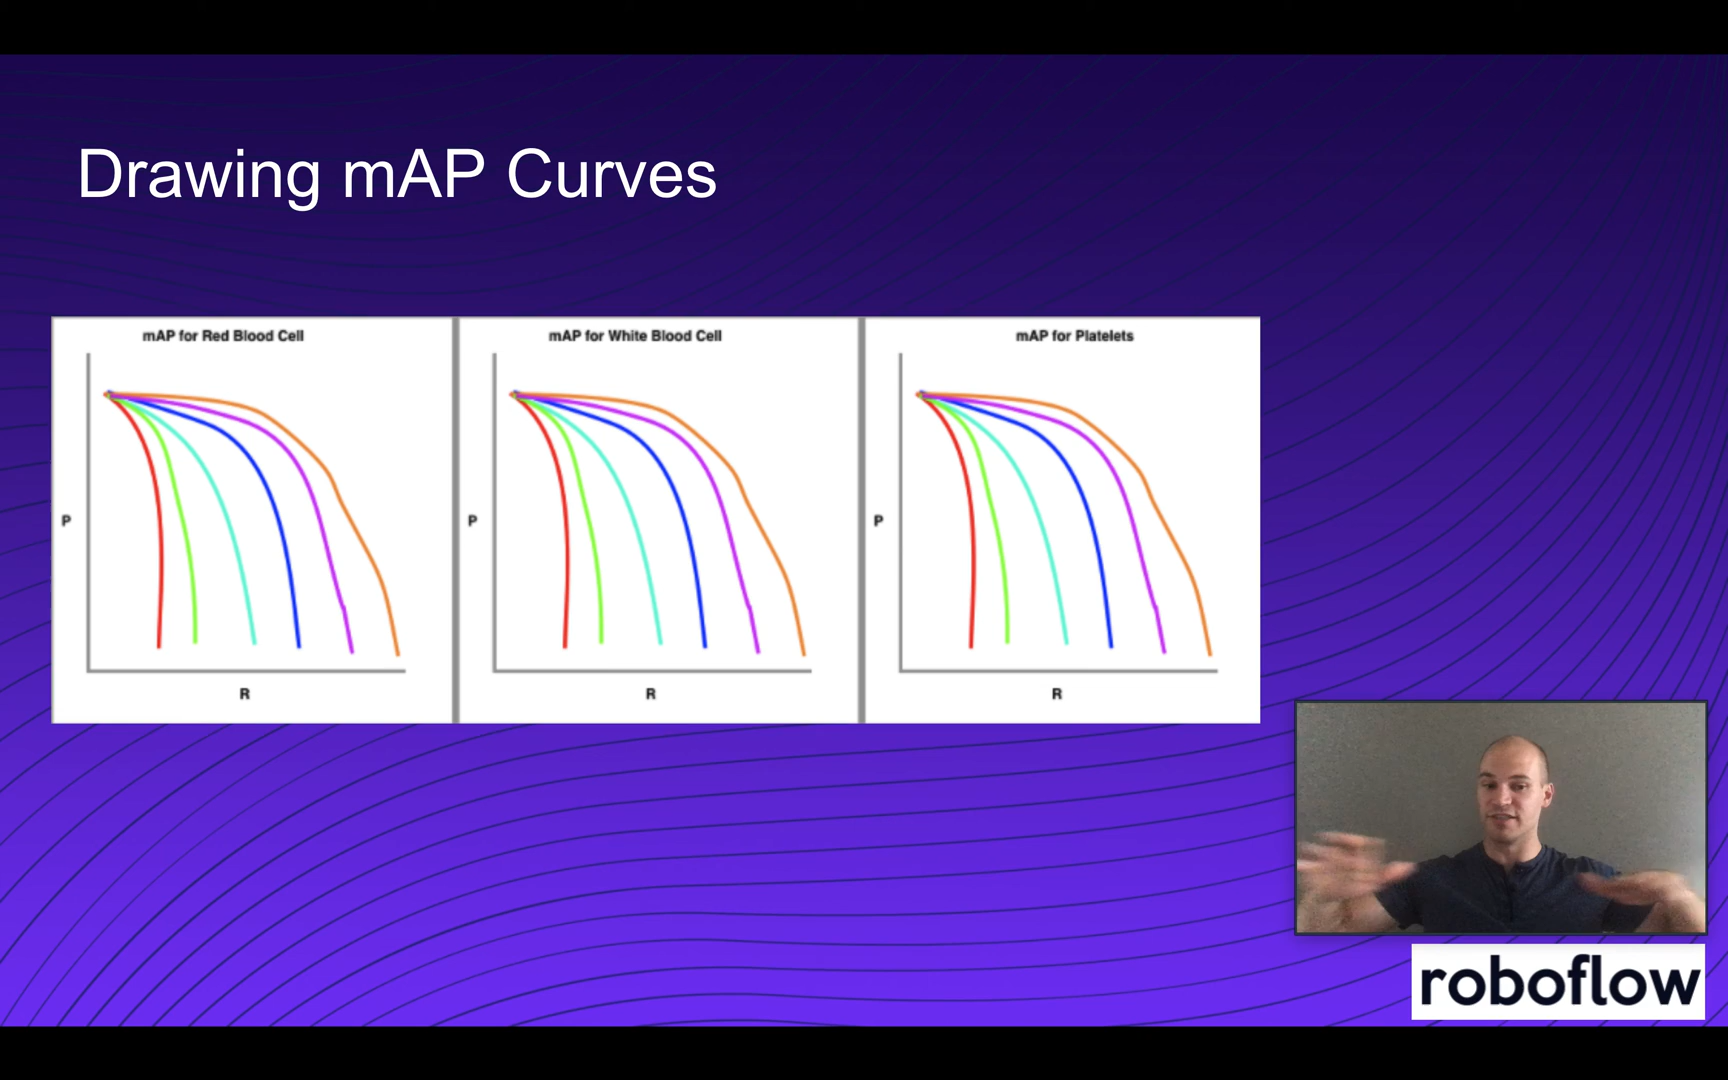 Drawing mAP Curves
mAP for Red Blood Cell
P
R
mAP for White Blood Cell
P
R
mAP for Platelets
P
R
roboflow